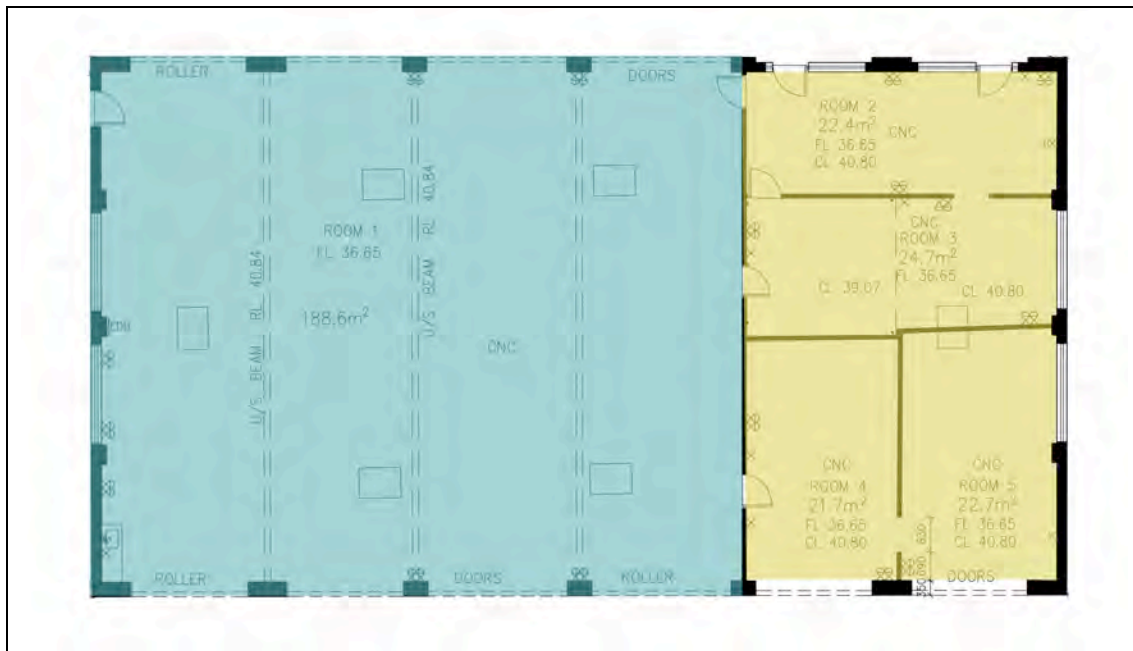 ROLLER
DOORS
ROOM 1
FL 36.65
188.6m²
U/S BEAM RL 40.84
U/S BEAM RL 40.84
CNC
EDB
ROLLER
DOORS
ROLLER
ROOM 2
22.4m²
CNC
FL 36.65
CL 40.80
CNC
ROOM 3
24.7m²
FL 36.65
CL 39.07
CL 40.80
CNC
ROOM 4
21.7m²
FL 36.65
CL 40.80
CNC
ROOM 5
22.7m²
FL 36.65
CL 40.80
DOORS